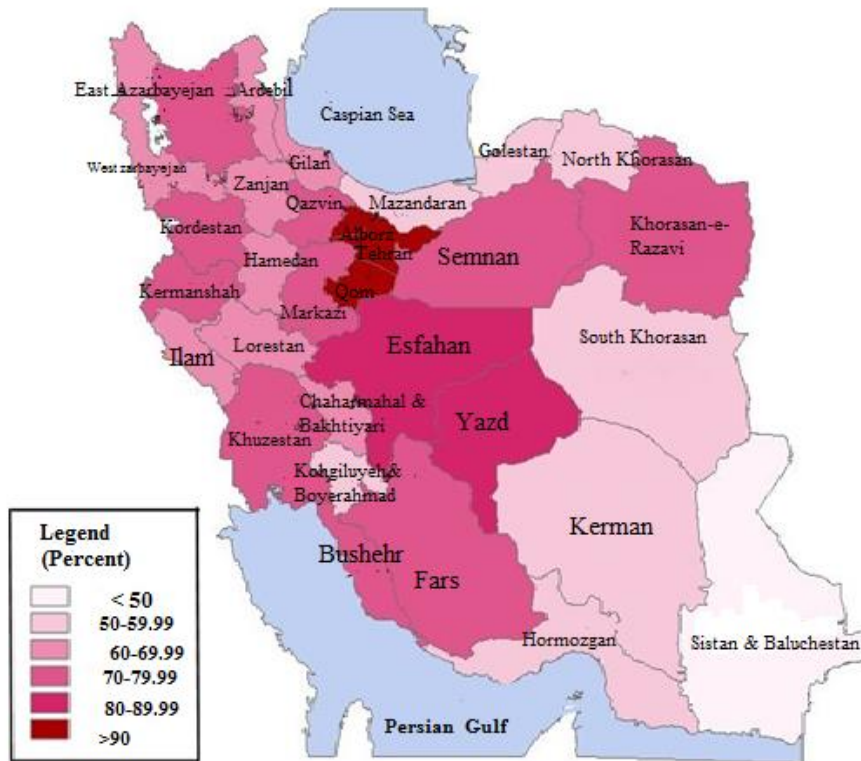 East Azarbayejan
Ardebil
Caspian Sea
West zarbayejan
Gilan
Golestan
North Khorasan
Zanjan
Qazvin
Mazandaran
Kordestan
Alborz
Tehran
Khorasan-e-
Razavi
Hamedan
Semnan
Kermanshah
Qom
Markazi
Ilam
Lorestan
Esfahan
South Khorasan
Chaharmahal &
Bakhtiyari
Yazd
Khuzestan
Kohgiluyeh&
Boyerahmad
Kerman
Bushehr
Fars
Hormozgan
Sistan & Baluchestan
Persian Gulf
Legend
(Percent)
< 50
50-59.99
60-69.99
70-79.99
80-89.99
>90